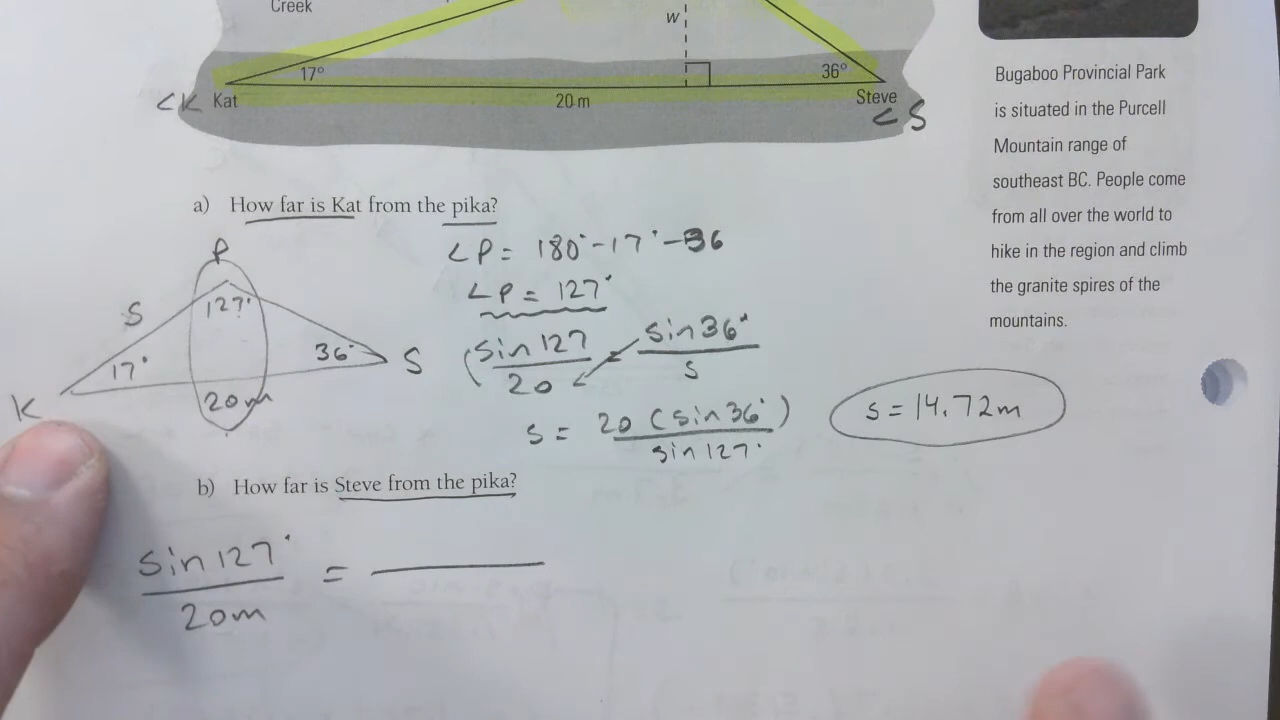 Creek
w
17° 36°
∠K Kat 20 m Steve
∠S
Bugaboo Provincial Park
is situated in the Purcell
Mountain range of
southeast BC. People come
from all over the world to
hike in the region and climb
the granite spires of the
mountains.
a) How far is Kat from the pika?
P
127°
S
17° 36° S
K 20m
∠P = 180° - 17° - 36
∠P = 127°
sin 127 / 20 = sin 36° / s
s = 20 (sin 36°) / sin 127°
s = 14.72m
b) How far is Steve from the pika?
sin 127° / 20m =